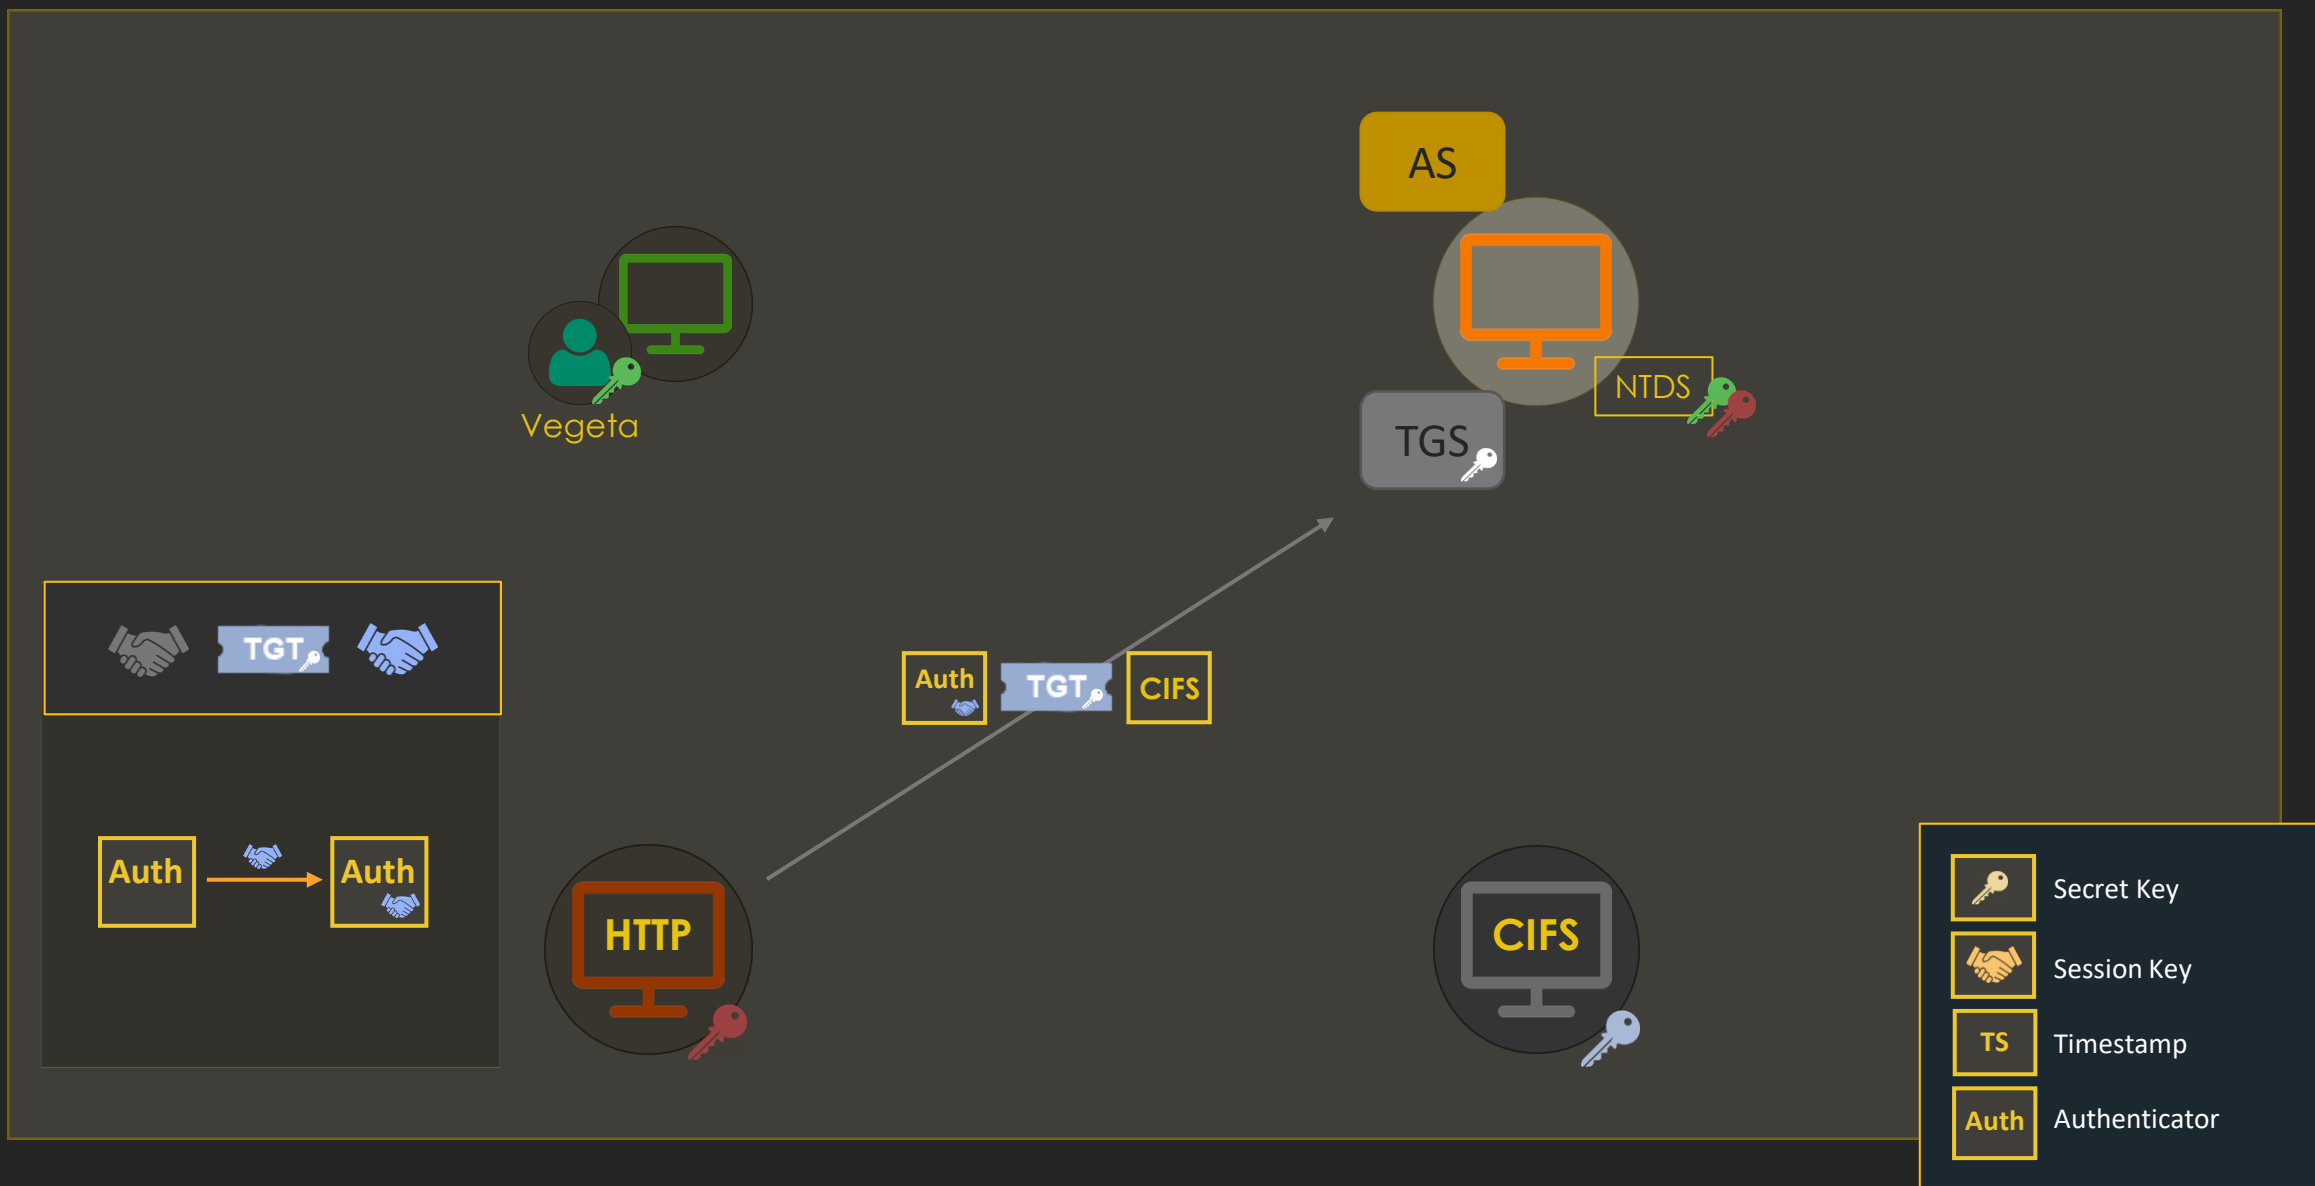 AS
NTDS
TGS
Vegeta
TGT
Auth
TGT
CIFS
Auth
Auth
HTTP
CIFS
Secret Key
Session Key
TS
Timestamp
Auth
Authenticator